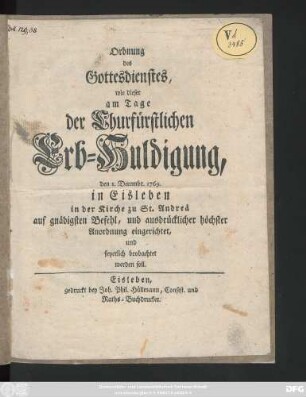 Ordnung
des
Gottesdienstes,
wie dieser
am Tage
der Churfürstlichen
Erb-Huldigung,
den 1. Decembr. 1769.
in Eisleben
in der Kirche zu St. Andreä
auf gnädigsten Befehl, und ausdrücklicher höchster
Anordnung eingerichtet,
und
feyerlich beobachtet
werden soll.
Eisleben,
gedruckt bey Joh. Phil. Hüllmann, Consist. und
Raths-Buchdrucker.